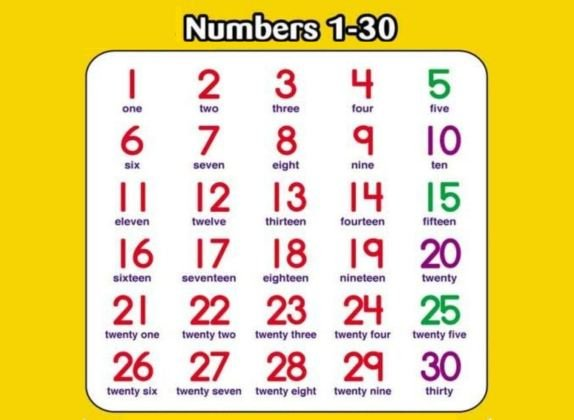 Numbers 1-30
1 2 3 4 5
one two three four five
6 7 8 9 10
six seven eight nine ten
11 12 13 14 15
eleven twelve thirteen fourteen fifteen
16 17 18 19 20
sixteen seventeen eighteen nineteen twenty
21 22 23 24 25
twenty one twenty two twenty three twenty four twenty five
26 27 28 29 30
twenty six twenty seven twenty eight twenty nine thirty